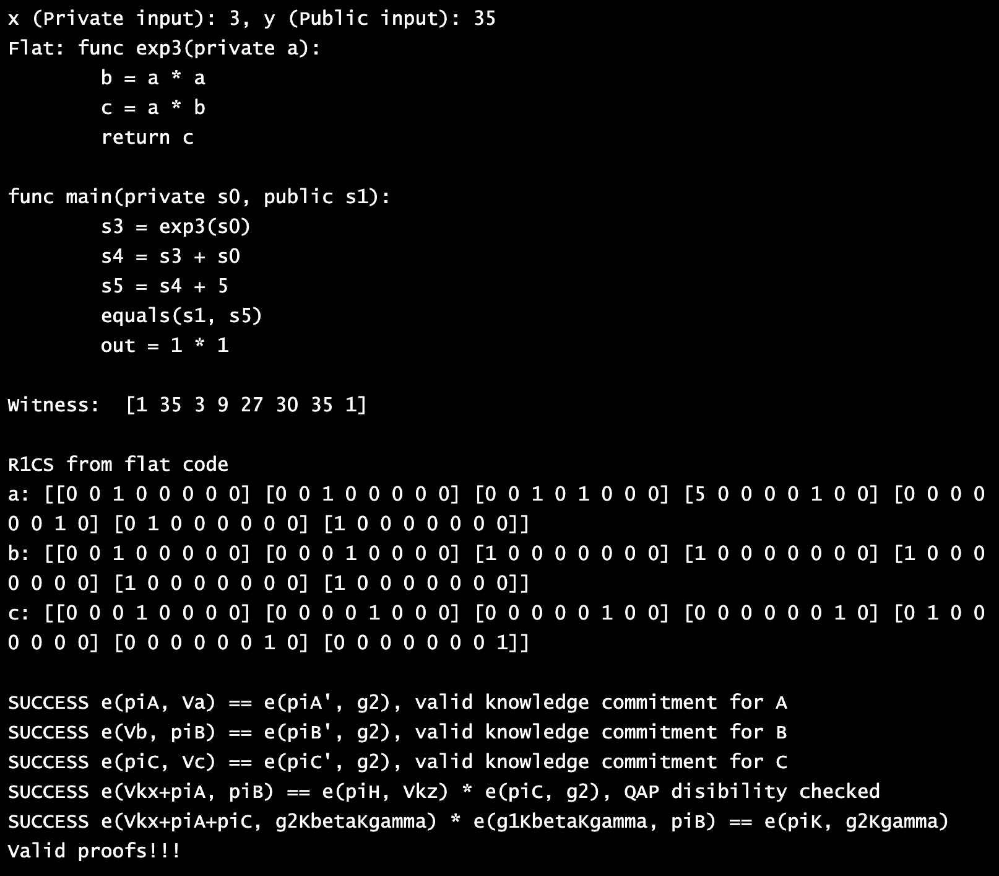 x (Private input): 3, y (Public input): 35
Flat: func exp3(private a):
        b = a * a
        c = a * b
        return c

func main(private s0, public s1):
        s3 = exp3(s0)
        s4 = s3 + s0
        s5 = s4 + 5
        equals(s1, s5)
        out = 1 * 1

Witness:  [1 35 3 9 27 30 35 1]

R1CS from flat code
a: [[0 0 1 0 0 0 0 0] [0 0 1 0 0 0 0 0] [0 0 1 0 1 0 0 0] [5 0 0 0 0 1 0 0] [0 0 0 0
0 0 1 0] [0 1 0 0 0 0 0 0] [1 0 0 0 0 0 0 0]]
b: [[0 0 1 0 0 0 0 0] [0 0 0 1 0 0 0 0] [1 0 0 0 0 0 0 0] [1 0 0 0 0 0 0 0] [1 0 0 0
0 0 0 0] [1 0 0 0 0 0 0 0] [1 0 0 0 0 0 0 0]]
c: [[0 0 0 1 0 0 0 0] [0 0 0 0 1 0 0 0] [0 0 0 0 0 1 0 0] [0 0 0 0 0 0 1 0] [0 1 0 0
0 0 0 0] [0 0 0 0 0 0 1 0] [0 0 0 0 0 0 0 1]]

SUCCESS e(piA, Va) == e(piA', g2), valid knowledge commitment for A
SUCCESS e(Vb, piB) == e(piB', g2), valid knowledge commitment for B
SUCCESS e(piC, Vc) == e(piC', g2), valid knowledge commitment for C
SUCCESS e(Vkx+piA, piB) == e(piH, Vkz) * e(piC, g2), QAP disibility checked
SUCCESS e(Vkx+piA+piC, g2KbetaKgamma) * e(g1KbetaKgamma, piB) == e(piK, g2Kgamma)
Valid proofs!!!